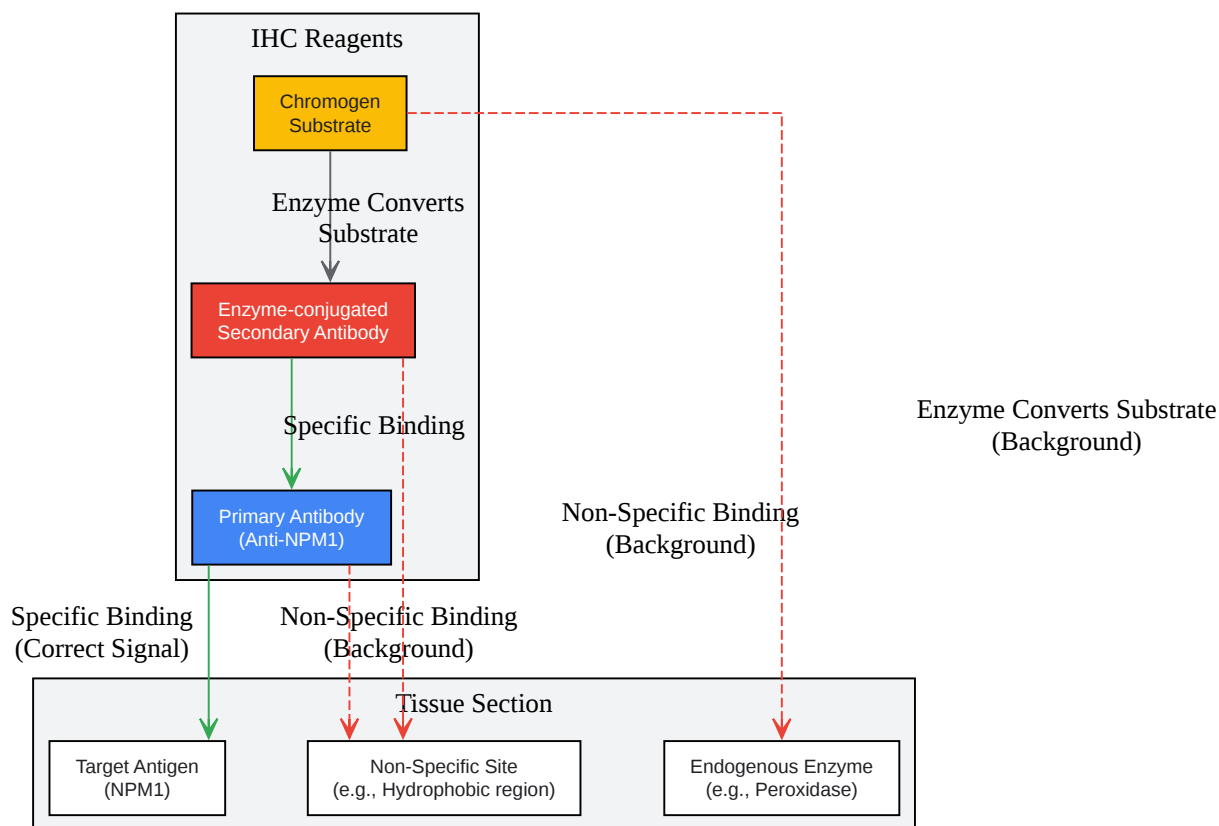 IHC Reagents
Chromogen
Substrate
Enzyme Converts
Substrate
Enzyme-conjugated
Secondary Antibody
Specific Binding
Enzyme Converts Substrate
(Background)
Primary Antibody
(Anti-NPM1)
Non-Specific Binding
(Background)
Specific Binding
(Correct Signal)
Non-Specific Binding
(Background)
Tissue Section
Target Antigen
(NPM1)
Non-Specific Site
(e.g., Hydrophobic region)
Endogenous Enzyme
(e.g., Peroxidase)